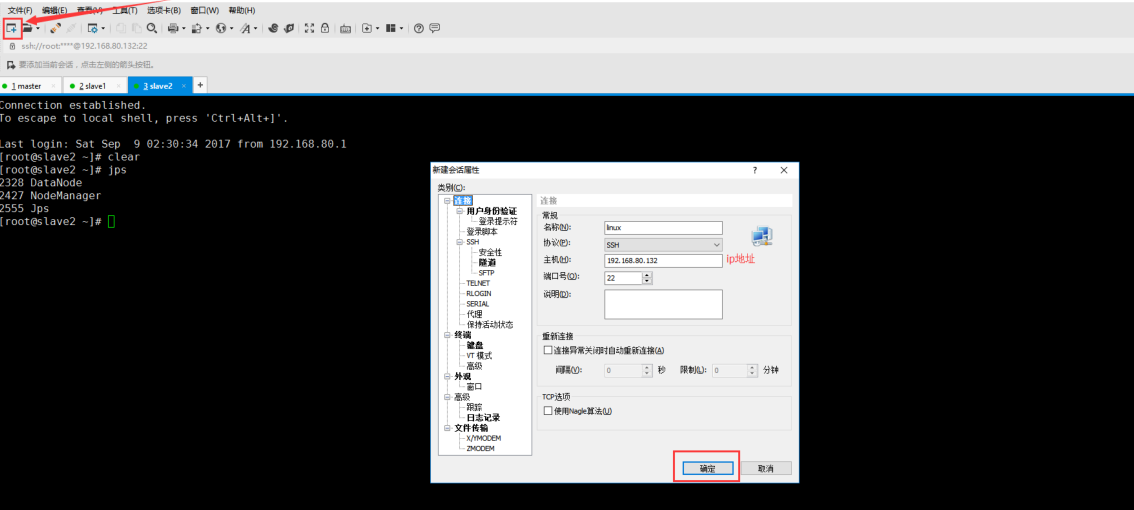 文件(F) 编辑(E) 查看(V) 工具(T) 选项卡(B) 窗口(W) 帮助(H)
ssh://root:****@192.168.80.132:22
要添加当前会话，点击左侧的箭头按钮。
1 master × 2 slave1 × 3 slave2 × +
Connection established.
To escape to local shell, press 'Ctrl+Alt+]'.
Last login: Sat Sep  9 02:30:34 2017 from 192.168.80.1
[root@slave2 ~]# clear
[root@slave2 ~]# jps
2328 DataNode
2427 NodeManager
2555 Jps
[root@slave2 ~]#
新建会话属性 ? ×
类别(C):
连接
用户身份验证
登录提示符
登录脚本
SSH
安全性
隧道
SFTP
TELNET
RLOGIN
SERIAL
代理
保持活动状态
终端
键盘
VT 模式
高级
外观
窗口
高级
跟踪
日志记录
文件传输
X/YMODEM
ZMODEM
连接
常规
名称(N): linux
协议(P): SSH
主机(H): 192.168.80.132 ip地址
端口号(O): 22
说明(D):
重新连接
连接异常关闭时自动重新连接(A)
间隔(V): 0 秒 限制(L): 0 分钟
TCP选项
使用Nagle算法(U)
确定 取消